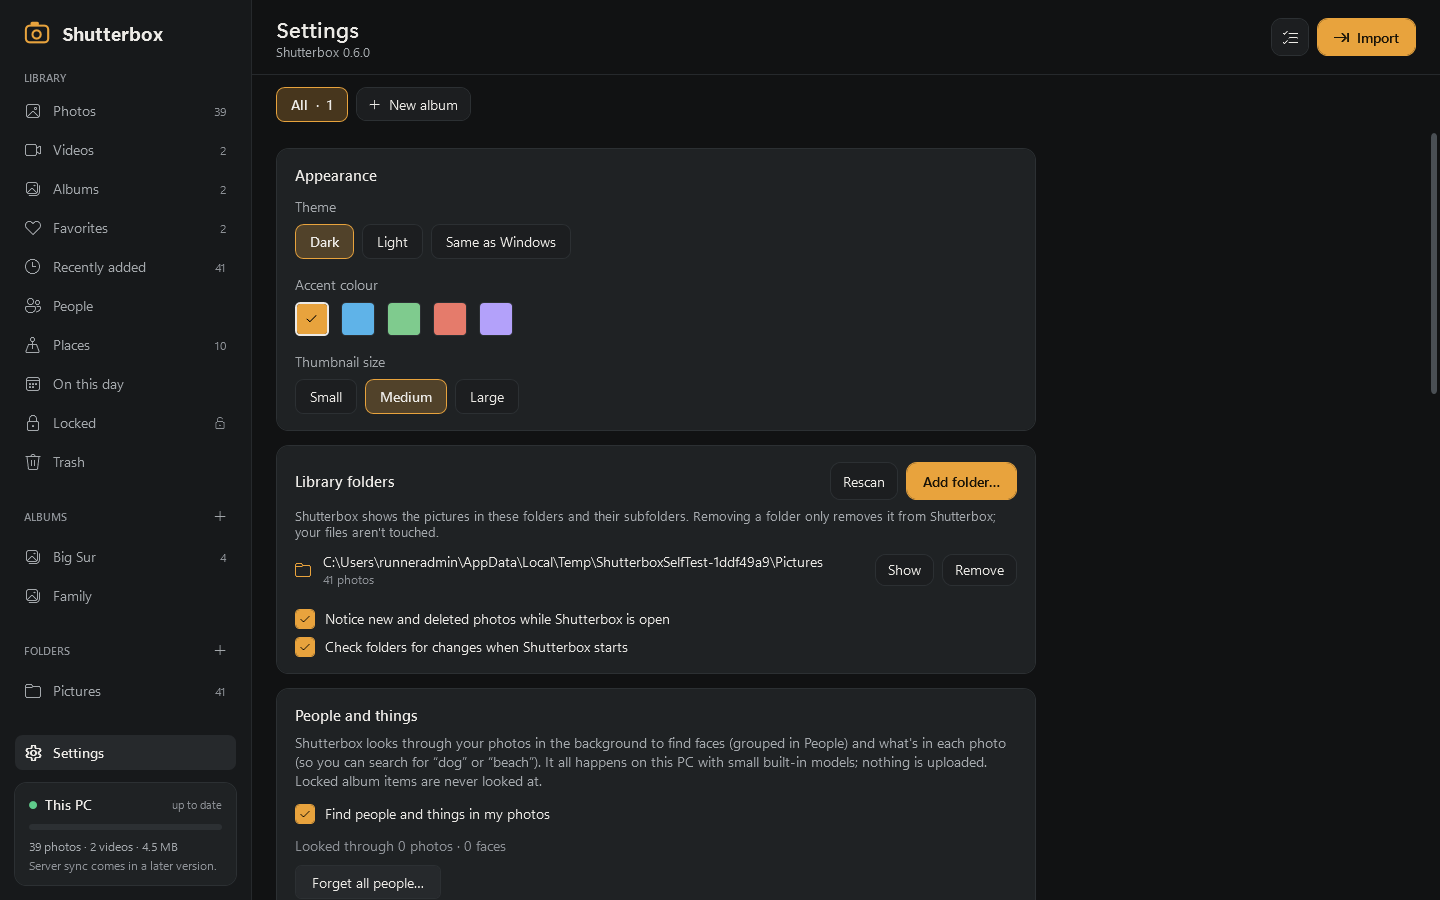 Shutterbox
LIBRARY
Photos 39
Videos 2
Albums 2
Favorites 2
Recently added 41
People
Places 10
On this day
Locked
Trash
ALBUMS
Big Sur 4
Family
FOLDERS
Pictures 41
Settings
This PC up to date
39 photos · 2 videos · 4.5 MB
Server sync comes in a later version.
Settings
Shutterbox 0.6.0
Import
All · 1
New album
Appearance
Theme
Dark Light Same as Windows
Accent colour
Thumbnail size
Small Medium Large
Library folders
Rescan Add folder...
Shutterbox shows the pictures in these folders and their subfolders. Removing a folder only removes it from Shutterbox;
your files aren't touched.
C:\Users\runneradmin\AppData\Local\Temp\ShutterboxSelfTest-1ddf49a9\Pictures
41 photos
Show Remove
Notice new and deleted photos while Shutterbox is open
Check folders for changes when Shutterbox starts
People and things
Shutterbox looks through your photos in the background to find faces (grouped in People) and what's in each photo
(so you can search for “dog” or “beach”). It all happens on this PC with small built-in models; nothing is uploaded.
Locked album items are never looked at.
Find people and things in my photos
Looked through 0 photos · 0 faces
Forget all people...